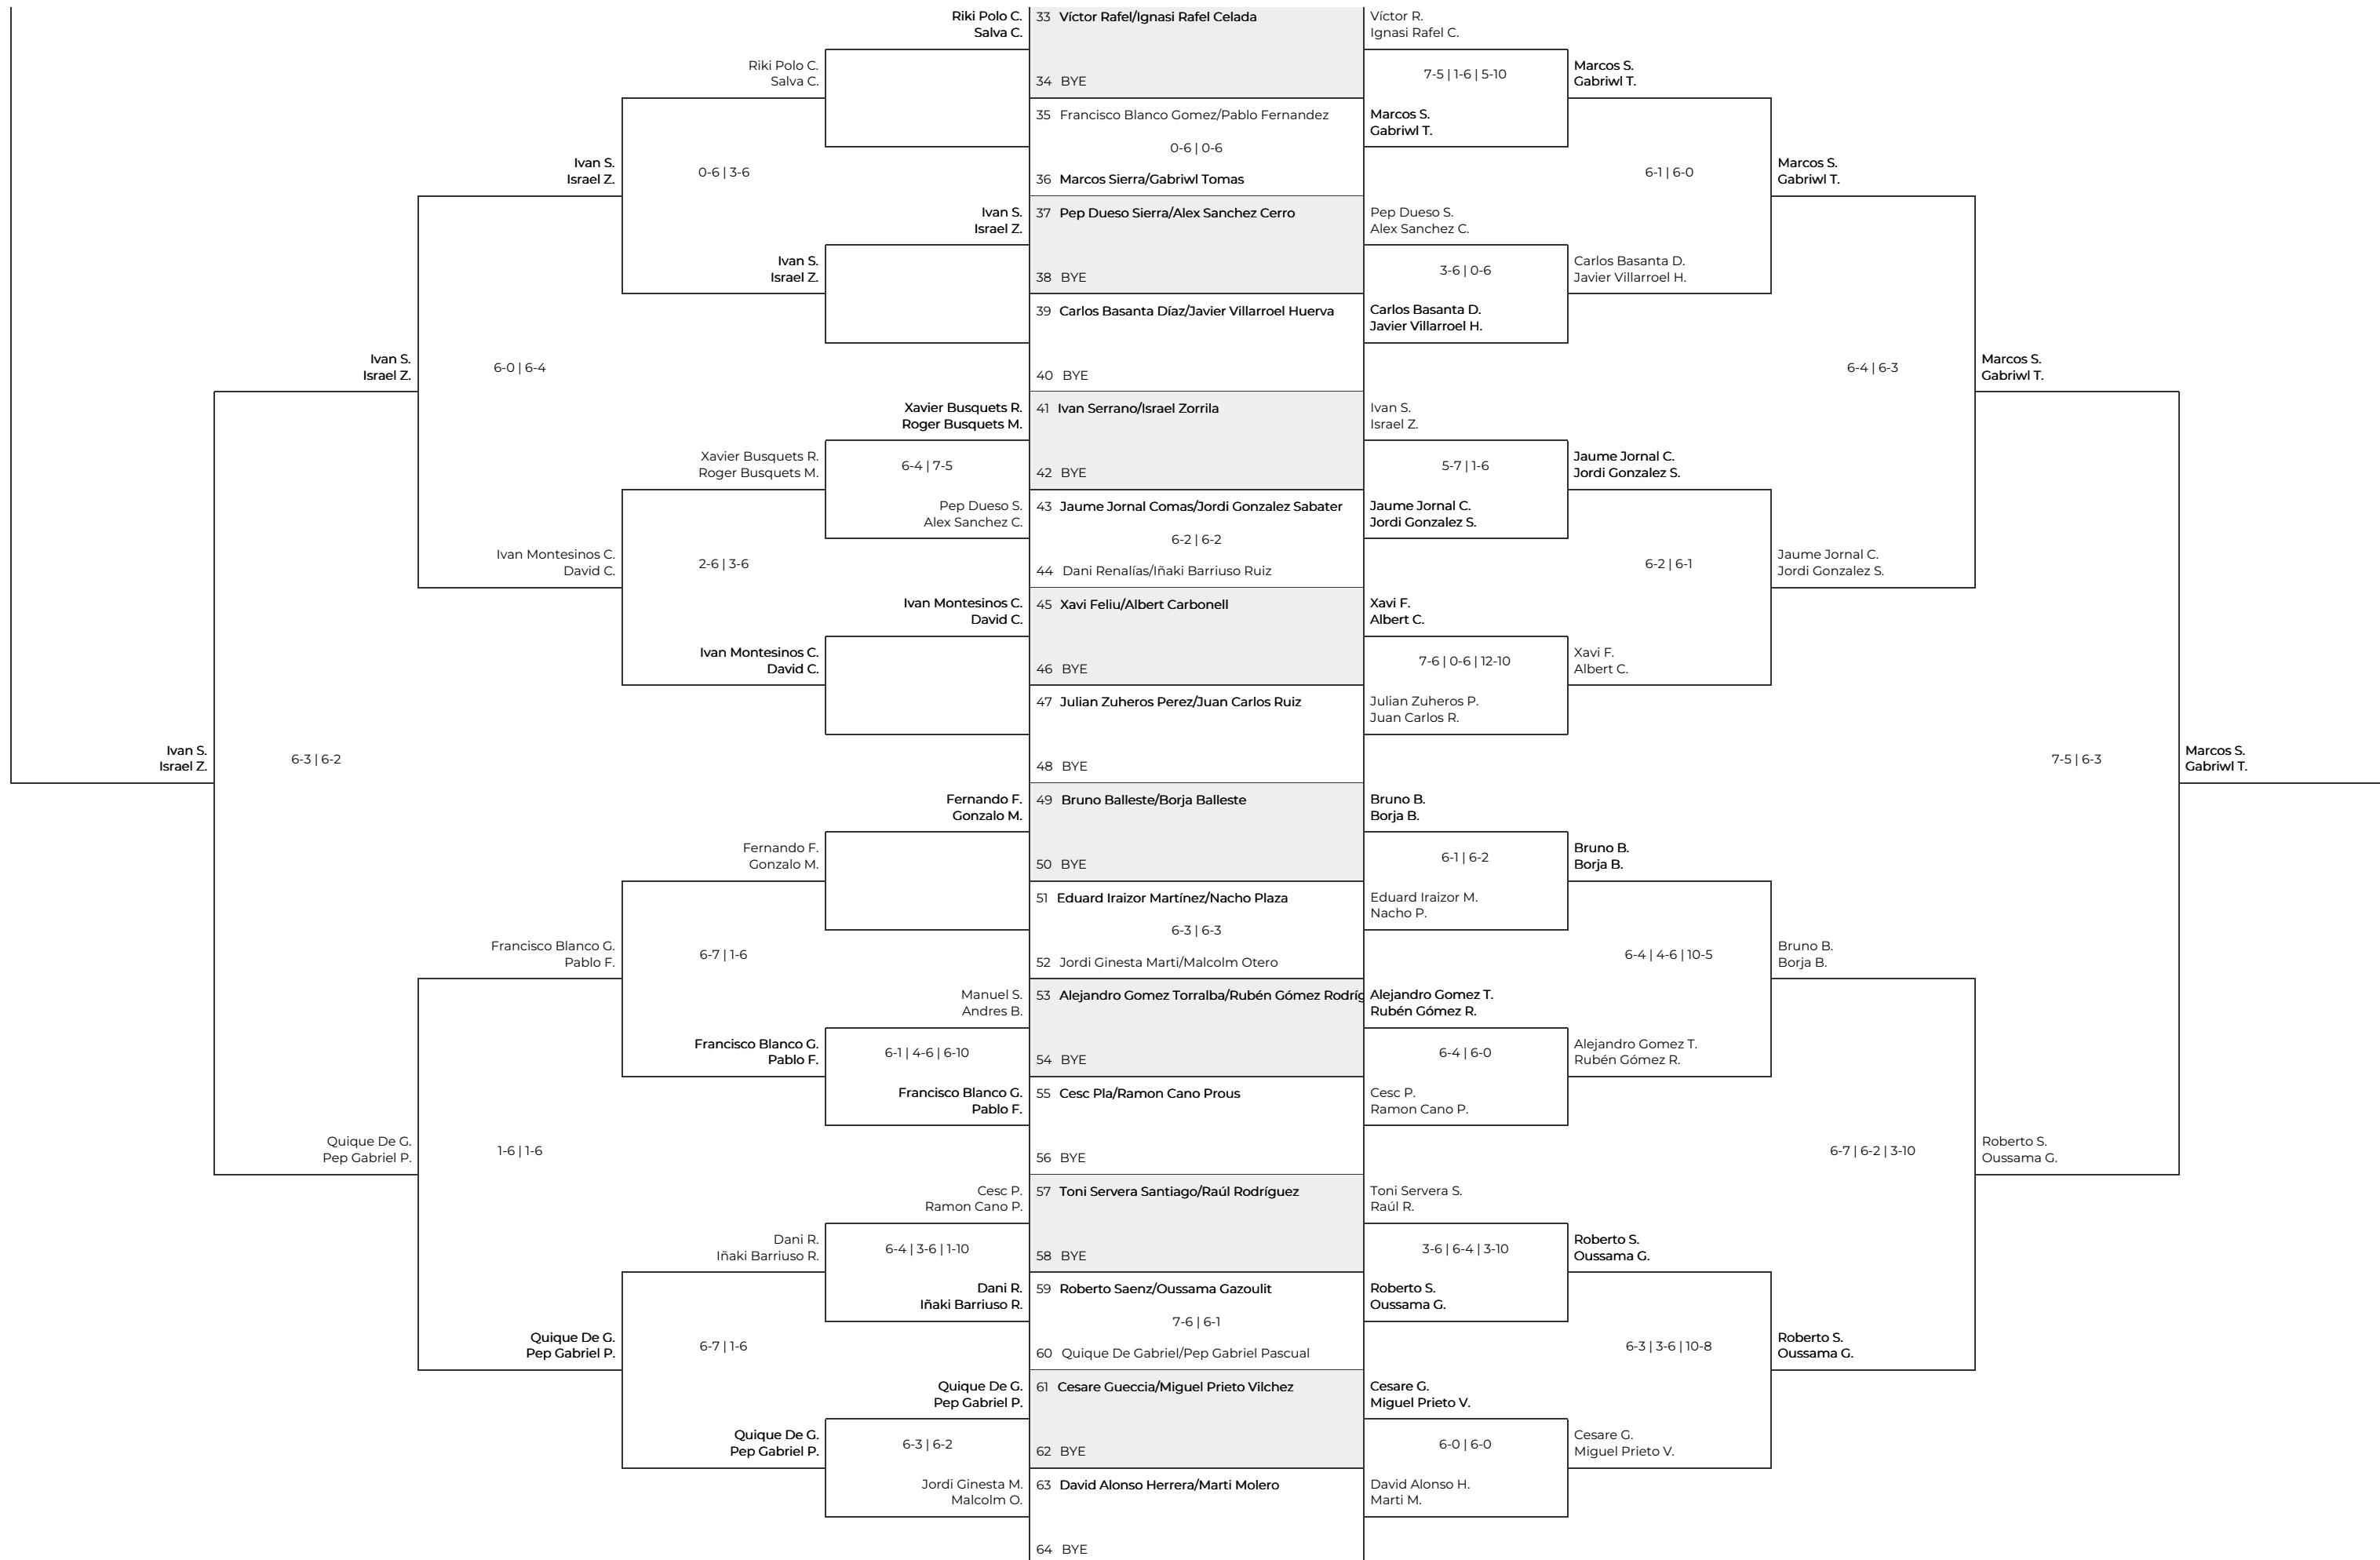 Riki Polo C.
Salva C.
33 Víctor Rafel/Ignasi Rafel Celada
Víctor R.
Ignasi Rafel C.
Riki Polo C.
Salva C.
34 BYE
7-5 | 1-6 | 5-10
Marcos S.
Gabriwl T.
35 Francisco Blanco Gomez/Pablo Fernandez
Marcos S.
Gabriwl T.
0-6 | 0-6
Ivan S.
Israel Z.
0-6 | 3-6
36 Marcos Sierra/Gabriwl Tomas
6-1 | 6-0
Marcos S.
Gabriwl T.
Ivan S.
Israel Z.
37 Pep Dueso Sierra/Alex Sanchez Cerro
Pep Dueso S.
Alex Sanchez C.
Ivan S.
Israel Z.
38 BYE
3-6 | 0-6
Carlos Basanta D.
Javier Villarroel H.
39 Carlos Basanta Díaz/Javier Villarroel Huerva
Carlos Basanta D.
Javier Villarroel H.
Ivan S.
Israel Z.
6-0 | 6-4
40 BYE
6-4 | 6-3
Marcos S.
Gabriwl T.
Xavier Busquets R.
Roger Busquets M.
41 Ivan Serrano/Israel Zorrila
Ivan S.
Israel Z.
Xavier Busquets R.
Roger Busquets M.
6-4 | 7-5
42 BYE
5-7 | 1-6
Jaume Jornal C.
Jordi Gonzalez S.
Pep Dueso S.
Alex Sanchez C.
43 Jaume Jornal Comas/Jordi Gonzalez Sabater
Jaume Jornal C.
Jordi Gonzalez S.
6-2 | 6-2
Ivan Montesinos C.
David C.
2-6 | 3-6
44 Dani Renalías/Iñaki Barriuso Ruiz
6-2 | 6-1
Jaume Jornal C.
Jordi Gonzalez S.
Ivan Montesinos C.
David C.
45 Xavi Feliu/Albert Carbonell
Xavi F.
Albert C.
Ivan Montesinos C.
David C.
46 BYE
7-6 | 0-6 | 12-10
Xavi F.
Albert C.
47 Julian Zuheros Perez/Juan Carlos Ruiz
Julian Zuheros P.
Juan Carlos R.
Ivan S.
Israel Z.
6-3 | 6-2
48 BYE
7-5 | 6-3
Marcos S.
Gabriwl T.
Fernando F.
Gonzalo M.
49 Bruno Balleste/Borja Balleste
Bruno B.
Borja B.
Fernando F.
Gonzalo M.
50 BYE
6-1 | 6-2
Bruno B.
Borja B.
51 Eduard Iraizor Martínez/Nacho Plaza
Eduard Iraizor M.
Nacho P.
6-3 | 6-3
Francisco Blanco G.
Pablo F.
6-7 | 1-6
52 Jordi Ginesta Marti/Malcolm Otero
6-4 | 4-6 | 10-5
Bruno B.
Borja B.
Manuel S.
Andres B.
53 Alejandro Gomez Torralba/Rubén Gómez Rodríg
Alejandro Gomez T.
Rubén Gómez R.
Francisco Blanco G.
Pablo F.
6-1 | 4-6 | 6-10
54 BYE
6-4 | 6-0
Alejandro Gomez T.
Rubén Gómez R.
Francisco Blanco G.
Pablo F.
55 Cesc Pla/Ramon Cano Prous
Cesc P.
Ramon Cano P.
Quique De G.
Pep Gabriel P.
1-6 | 1-6
56 BYE
6-7 | 6-2 | 3-10
Roberto S.
Oussama G.
Cesc P.
Ramon Cano P.
57 Toni Servera Santiago/Raúl Rodríguez
Toni Servera S.
Raúl R.
Dani R.
Iñaki Barriuso R.
6-4 | 3-6 | 1-10
58 BYE
3-6 | 6-4 | 3-10
Roberto S.
Oussama G.
Dani R.
Iñaki Barriuso R.
59 Roberto Saenz/Oussama Gazoulit
Roberto S.
Oussama G.
7-6 | 6-1
Quique De G.
Pep Gabriel P.
6-7 | 1-6
60 Quique De Gabriel/Pep Gabriel Pascual
6-3 | 3-6 | 10-8
Roberto S.
Oussama G.
Quique De G.
Pep Gabriel P.
61 Cesare Gueccia/Miguel Prieto Vilchez
Cesare G.
Miguel Prieto V.
Quique De G.
Pep Gabriel P.
6-3 | 6-2
62 BYE
6-0 | 6-0
Cesare G.
Miguel Prieto V.
Jordi Ginesta M.
Malcolm O.
63 David Alonso Herrera/Marti Molero
David Alonso H.
Marti M.
64 BYE